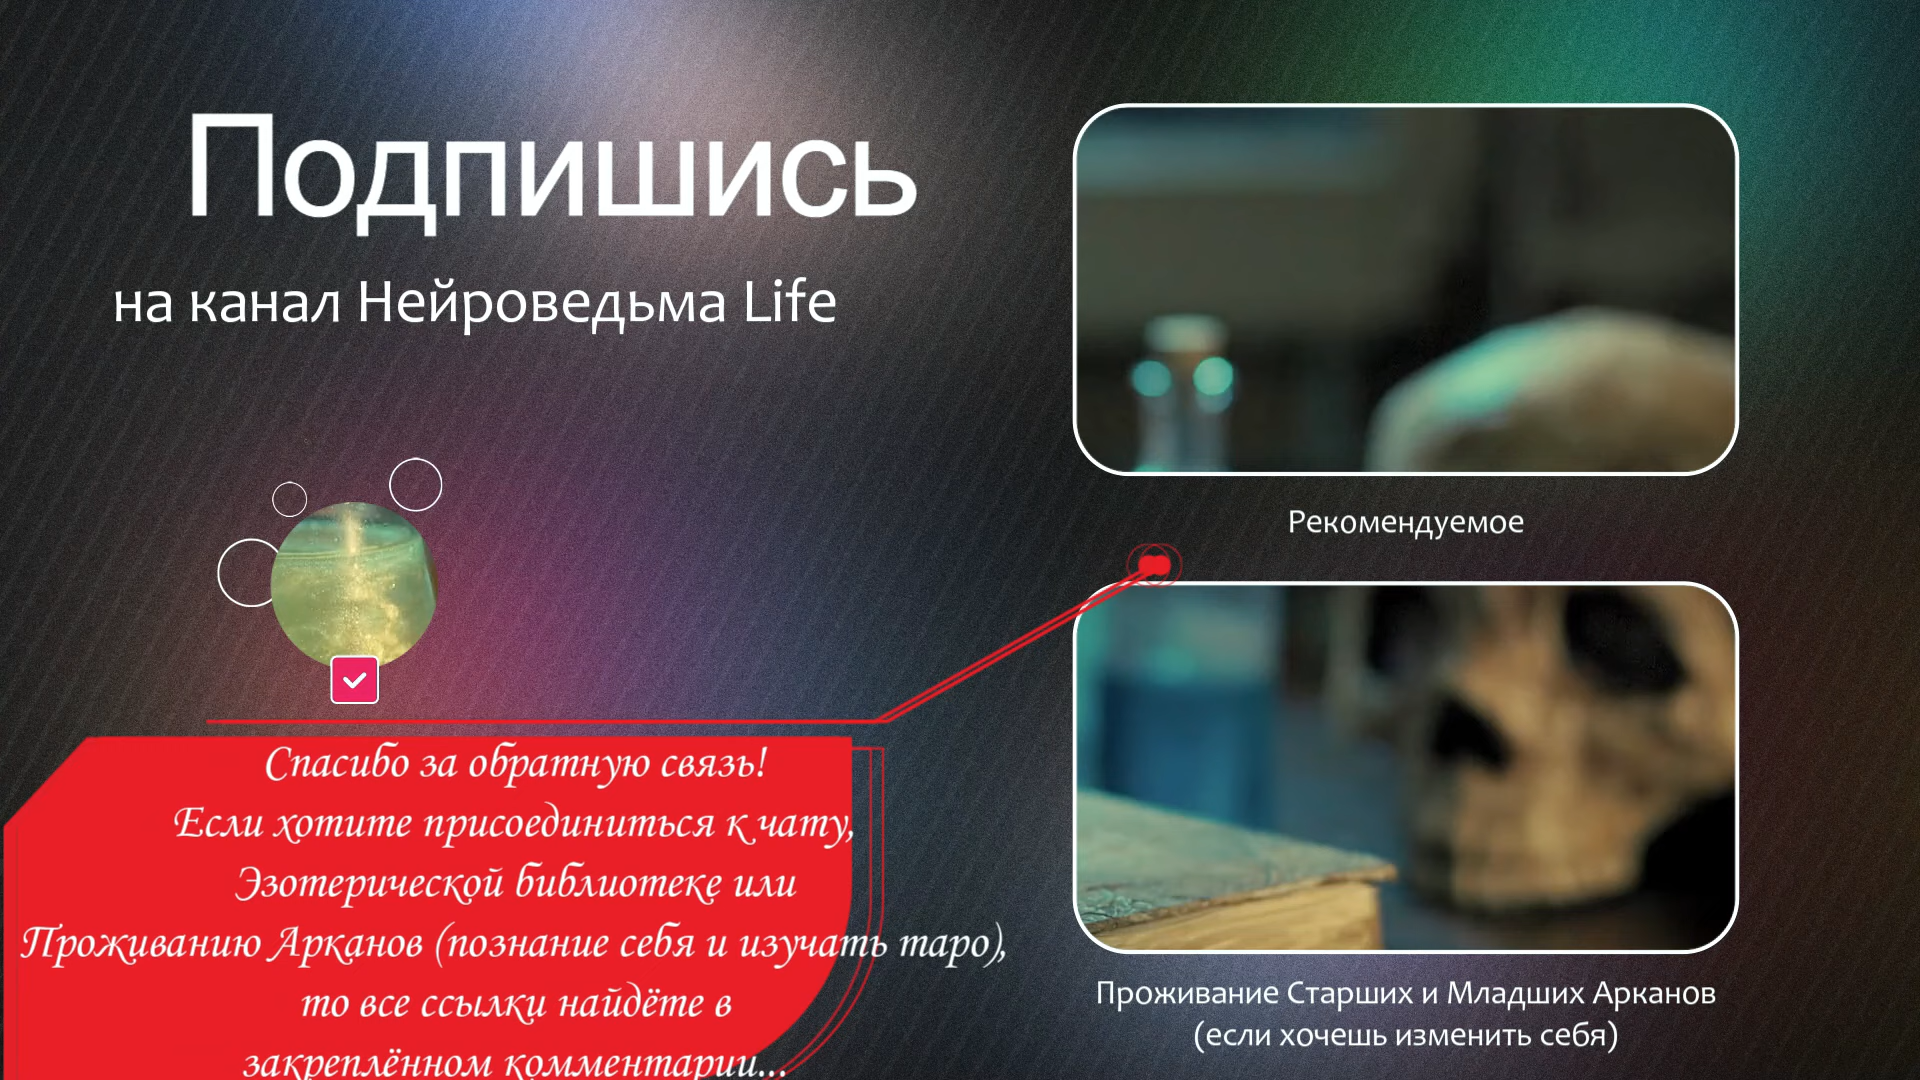 Подпишись
на канал Нейроведьма Life
Рекомендуемое
Спасибо за обратную связь!
Если хотите присоединиться к чату,
Эзотерической библиотеке или
Проживанию Арканов (познание себя и изучать таро),
то все ссылки найдёте в
закреплённом комментарии...
Проживание Старших и Младших Арканов
(если хочешь изменить себя)